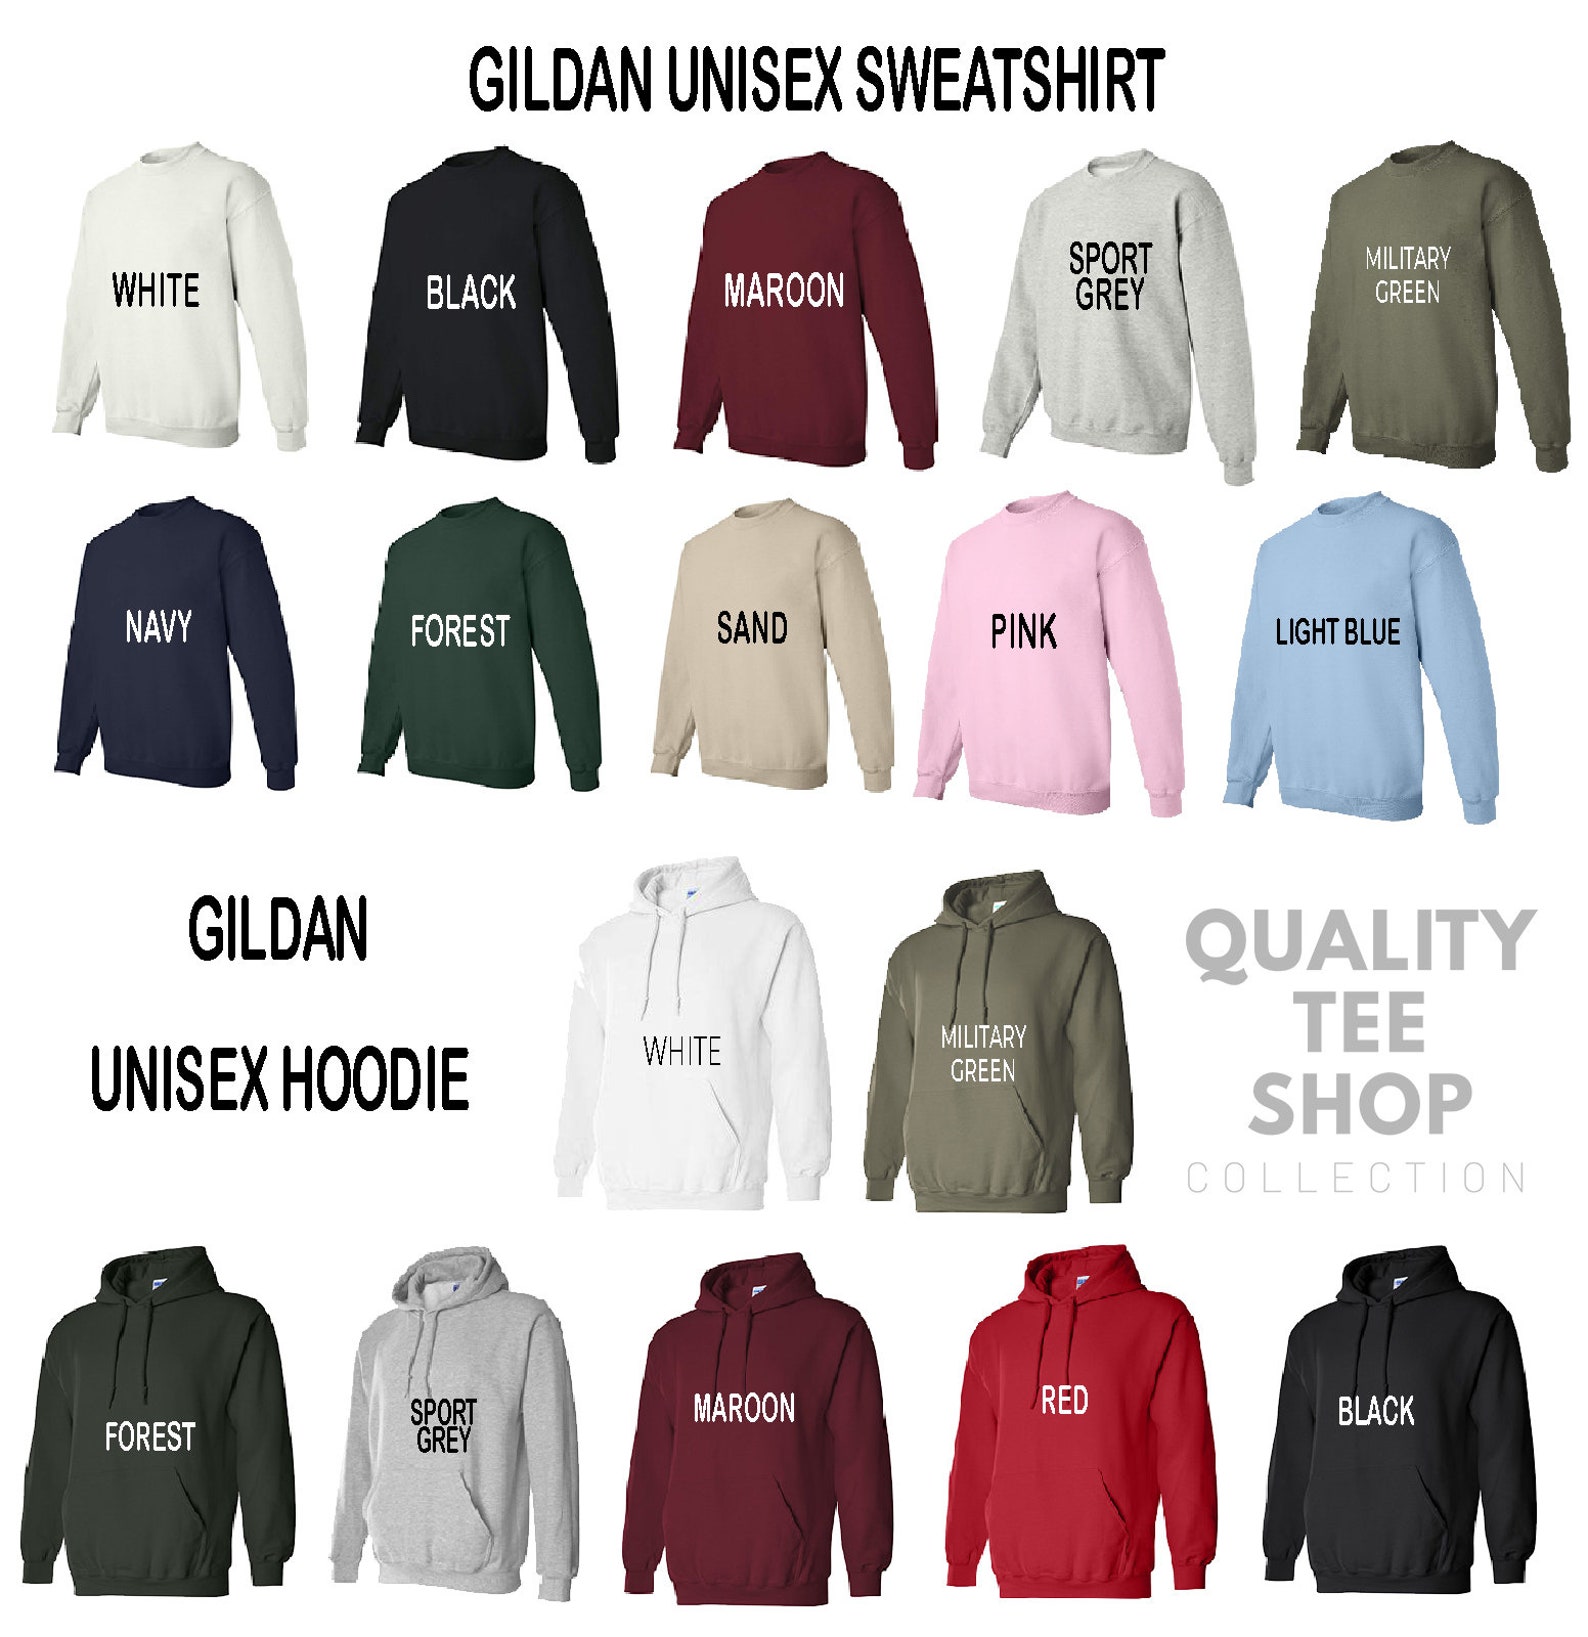 GILDAN UNISEX SWEATSHIRT
WHITE
BLACK
MAROON
SPORT
GREY
MILITARY
GREEN
NAVY
FOREST
SAND
PINK
LIGHT BLUE
GILDAN
UNISEX HOODIE
WHITE
MILITARY
GREEN
QUALITY
TEE
SHOP
COLLECTION
FOREST
SPORT
GREY
MAROON
RED
BLACK